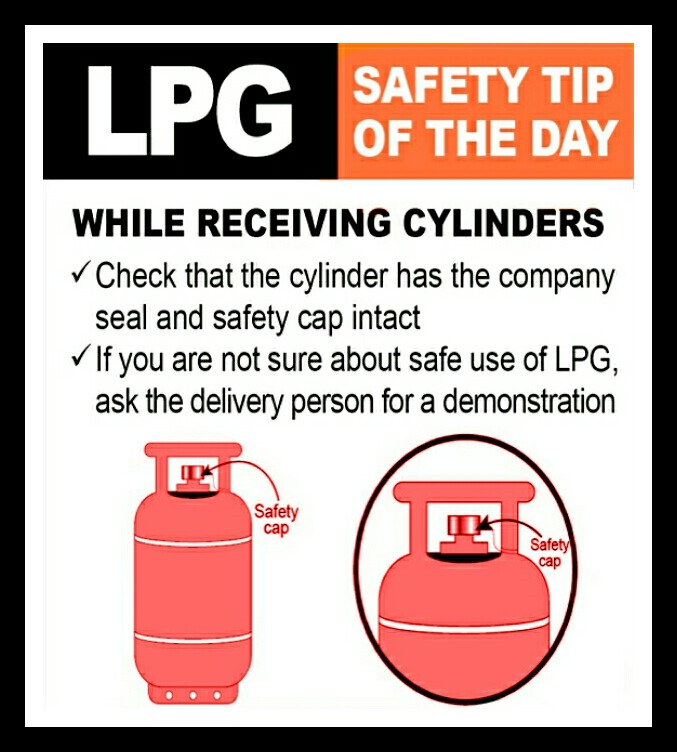 LPG
SAFETY TIP
OF THE DAY
WHILE RECEIVING CYLINDERS
✓ Check that the cylinder has the company
seal and safety cap intact
✓ If you are not sure about safe use of LPG,
ask the delivery person for a demonstration
Safety
cap
Safety
cap